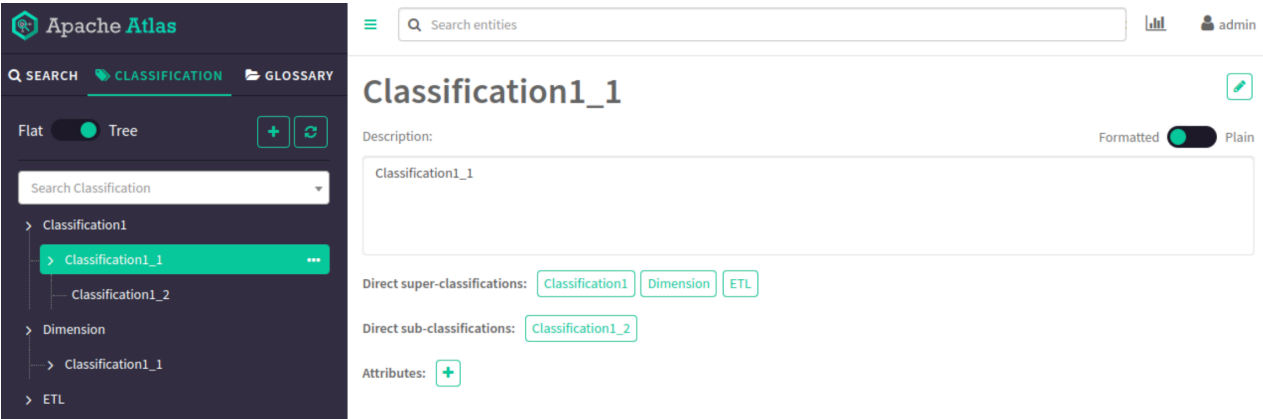 Apache Atlas
SEARCH CLASSIFICATION GLOSSARY
Flat Tree
Search Classification
Classification1
Classification1_1
Classification1_2
Dimension
Classification1_1
ETL
Search entities
admin
Classification1_1
Description:
Formatted Plain
Classification1_1
Direct super-classifications: Classification1 Dimension ETL
Direct sub-classifications: Classification1_2
Attributes: